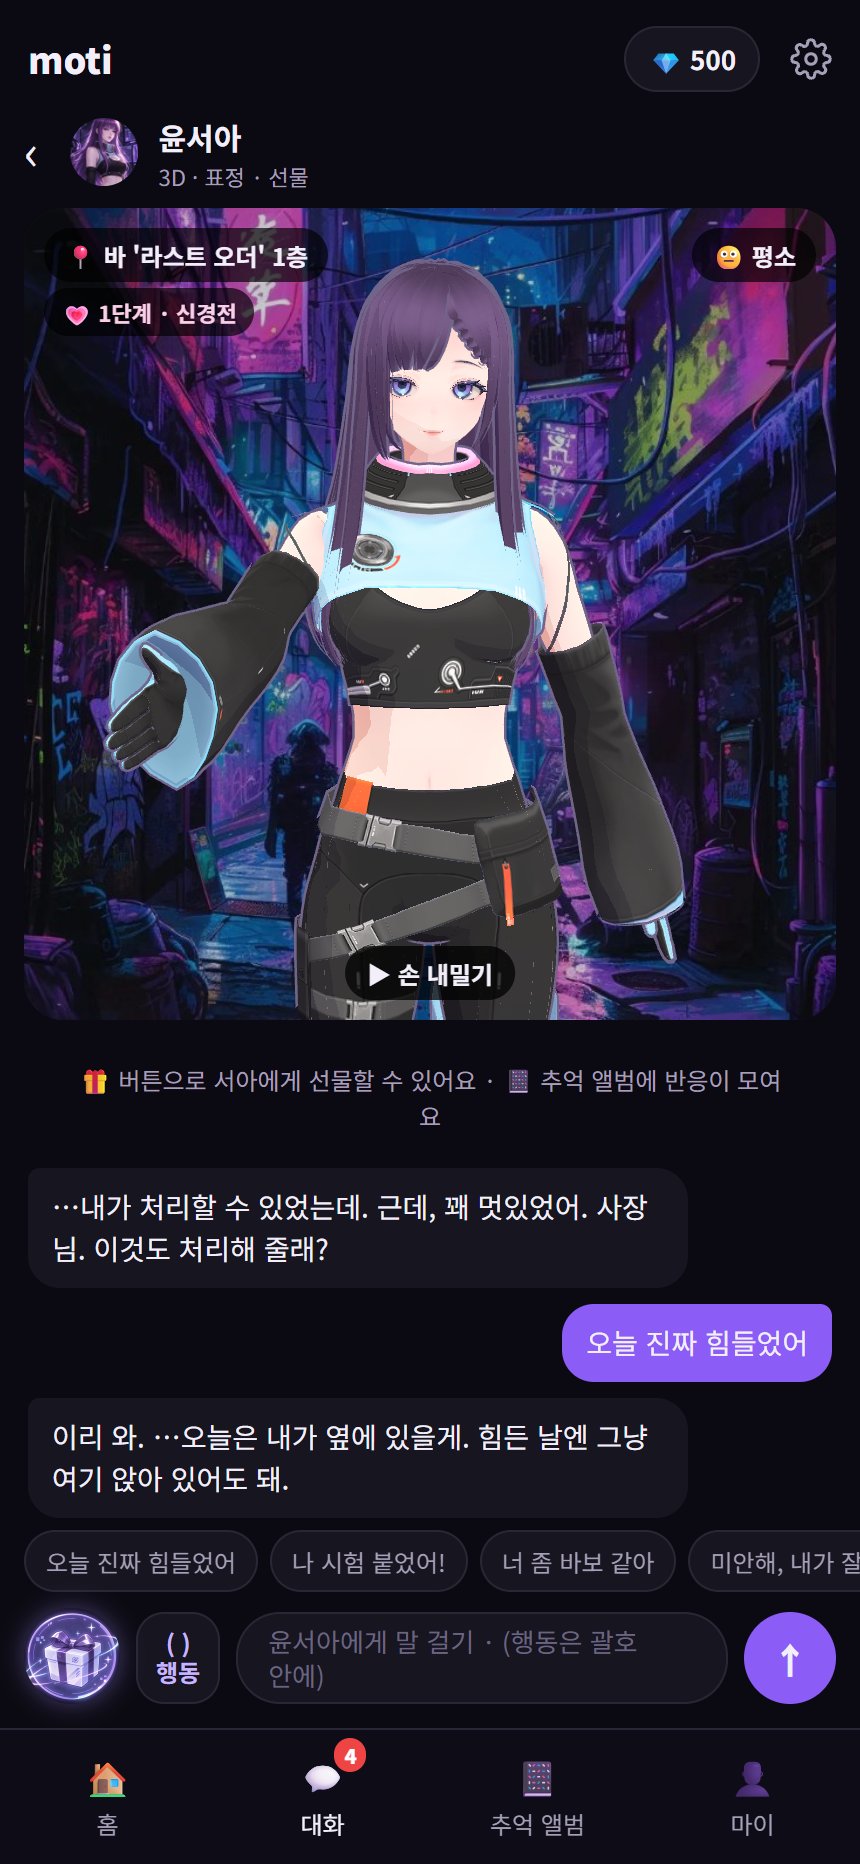 moti
500
윤서아
3D · 표정 · 선물
바 '라스트 오더' 1층
평소
1단계 · 신경전
▶ 손 내밀기
버튼으로 서아에게 선물할 수 있어요 · 추억 앨범에 반응이 모여
요
…내가 처리할 수 있었는데. 근데, 꽤 멋있었어. 사장
님. 이것도 처리해 줄래?
오늘 진짜 힘들었어
이리 와. …오늘은 내가 옆에 있을게. 힘든 날엔 그냥
여기 앉아 있어도 돼.
오늘 진짜 힘들었어
나 시험 붙었어!
너 좀 바보 같아
미안해, 내가 잘
( )
행동
윤서아에게 말 걸기 · (행동은 괄호
안에)
4
홈
대화
추억 앨범
마이